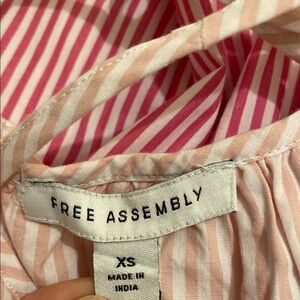 FREE ASSEMBLY
XS
MADE IN
INDIA